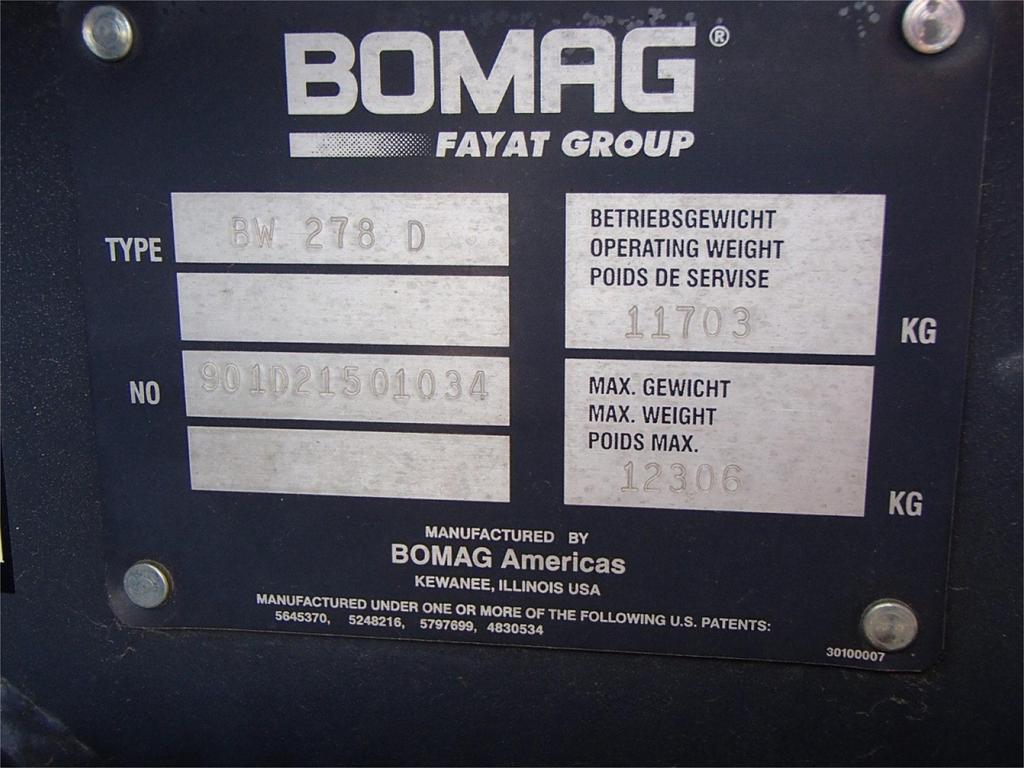 BOMAG®
FAYAT GROUP
TYPE BW 278 D
NO 901D21501034
BETRIEBSGEWICHT
OPERATING WEIGHT
POIDS DE SERVISE
11703 KG
MAX. GEWICHT
MAX. WEIGHT
POIDS MAX.
12306 KG
MANUFACTURED BY
BOMAG Americas
KEWANEE, ILLINOIS USA
MANUFACTURED UNDER ONE OR MORE OF THE FOLLOWING U.S. PATENTS:
5645370, 5248216, 5797699, 4830534
30100007